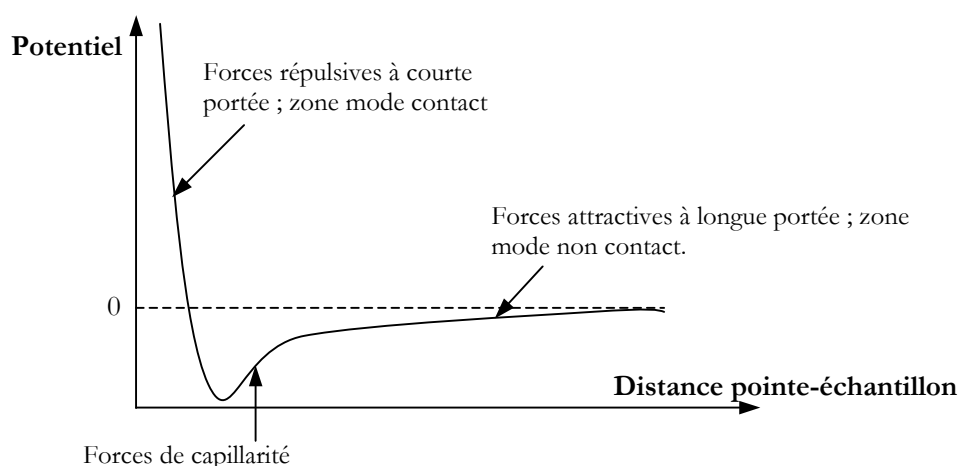 Potentiel
Forces répulsives à courte
portée ; zone mode contact
Forces attractives à longue portée ; zone
mode non contact.
0
Distance pointe-échantillon
Forces de capillarité